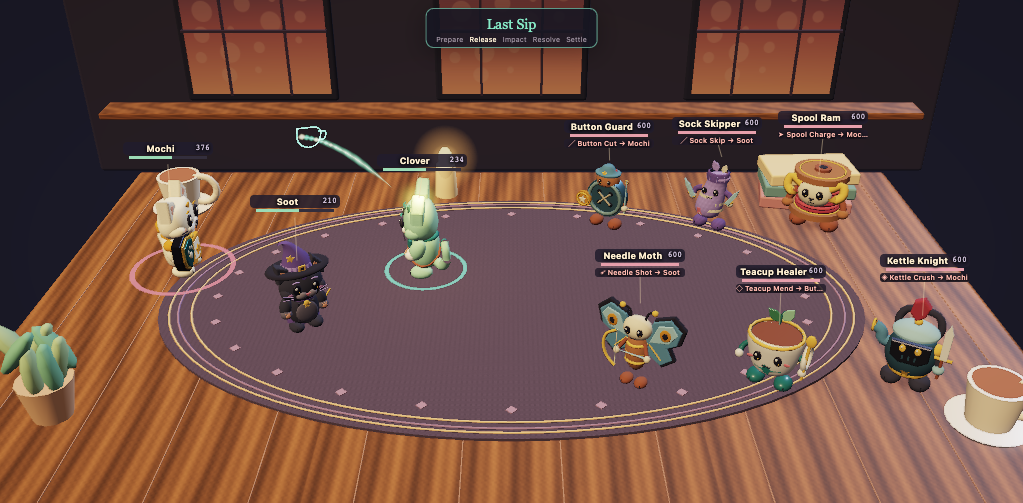 Last Sip
Prepare Release Impact Resolve Settle
Mochi 376
Clover 234
Soot 210
Button Guard 600
Button Cut → Mochi
Sock Skipper 600
Sock Skip → Soot
Spool Ram 600
Spool Charge → Moc...
Needle Moth 600
Needle Shot → Soot
Teacup Healer 600
Teacup Mend → But...
Kettle Knight 600
Kettle Crush → Mochi